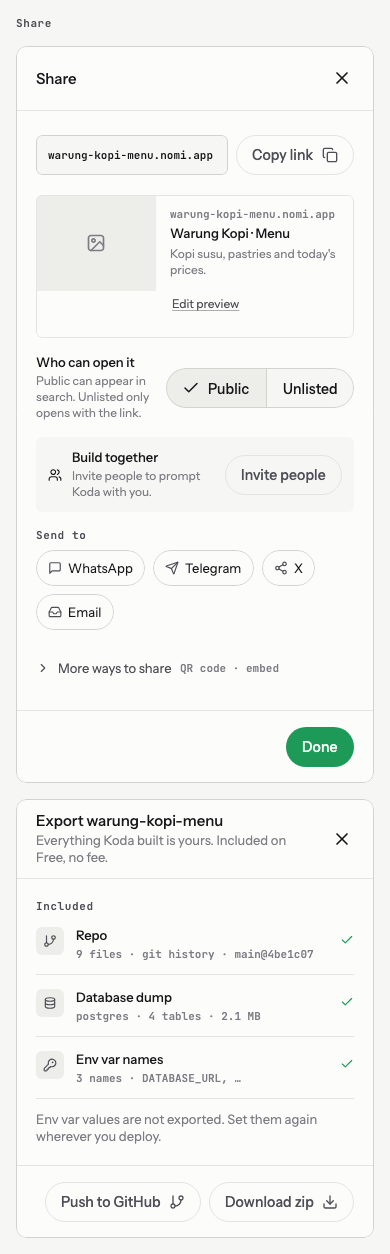 Share
Share
warung-kopi-menu.nomi.app
Copy link
warung-kopi-menu.nomi.app
Warung Kopi · Menu
Kopi susu, pastries and today's
prices.
Edit preview
Who can open it
Public can appear in
search. Unlisted only
opens with the link.
Public
Unlisted
Build together
Invite people to prompt
Koda with you.
Invite people
Send to
WhatsApp
Telegram
X
Email
More ways to share QR code · embed
Done
Export warung-kopi-menu
Everything Koda built is yours. Included on
Free, no fee.
Included
Repo
9 files · git history · main@4be1c07
Database dump
postgres · 4 tables · 2.1 MB
Env var names
3 names · DATABASE_URL, …
Env var values are not exported. Set them again
wherever you deploy.
Push to GitHub
Download zip